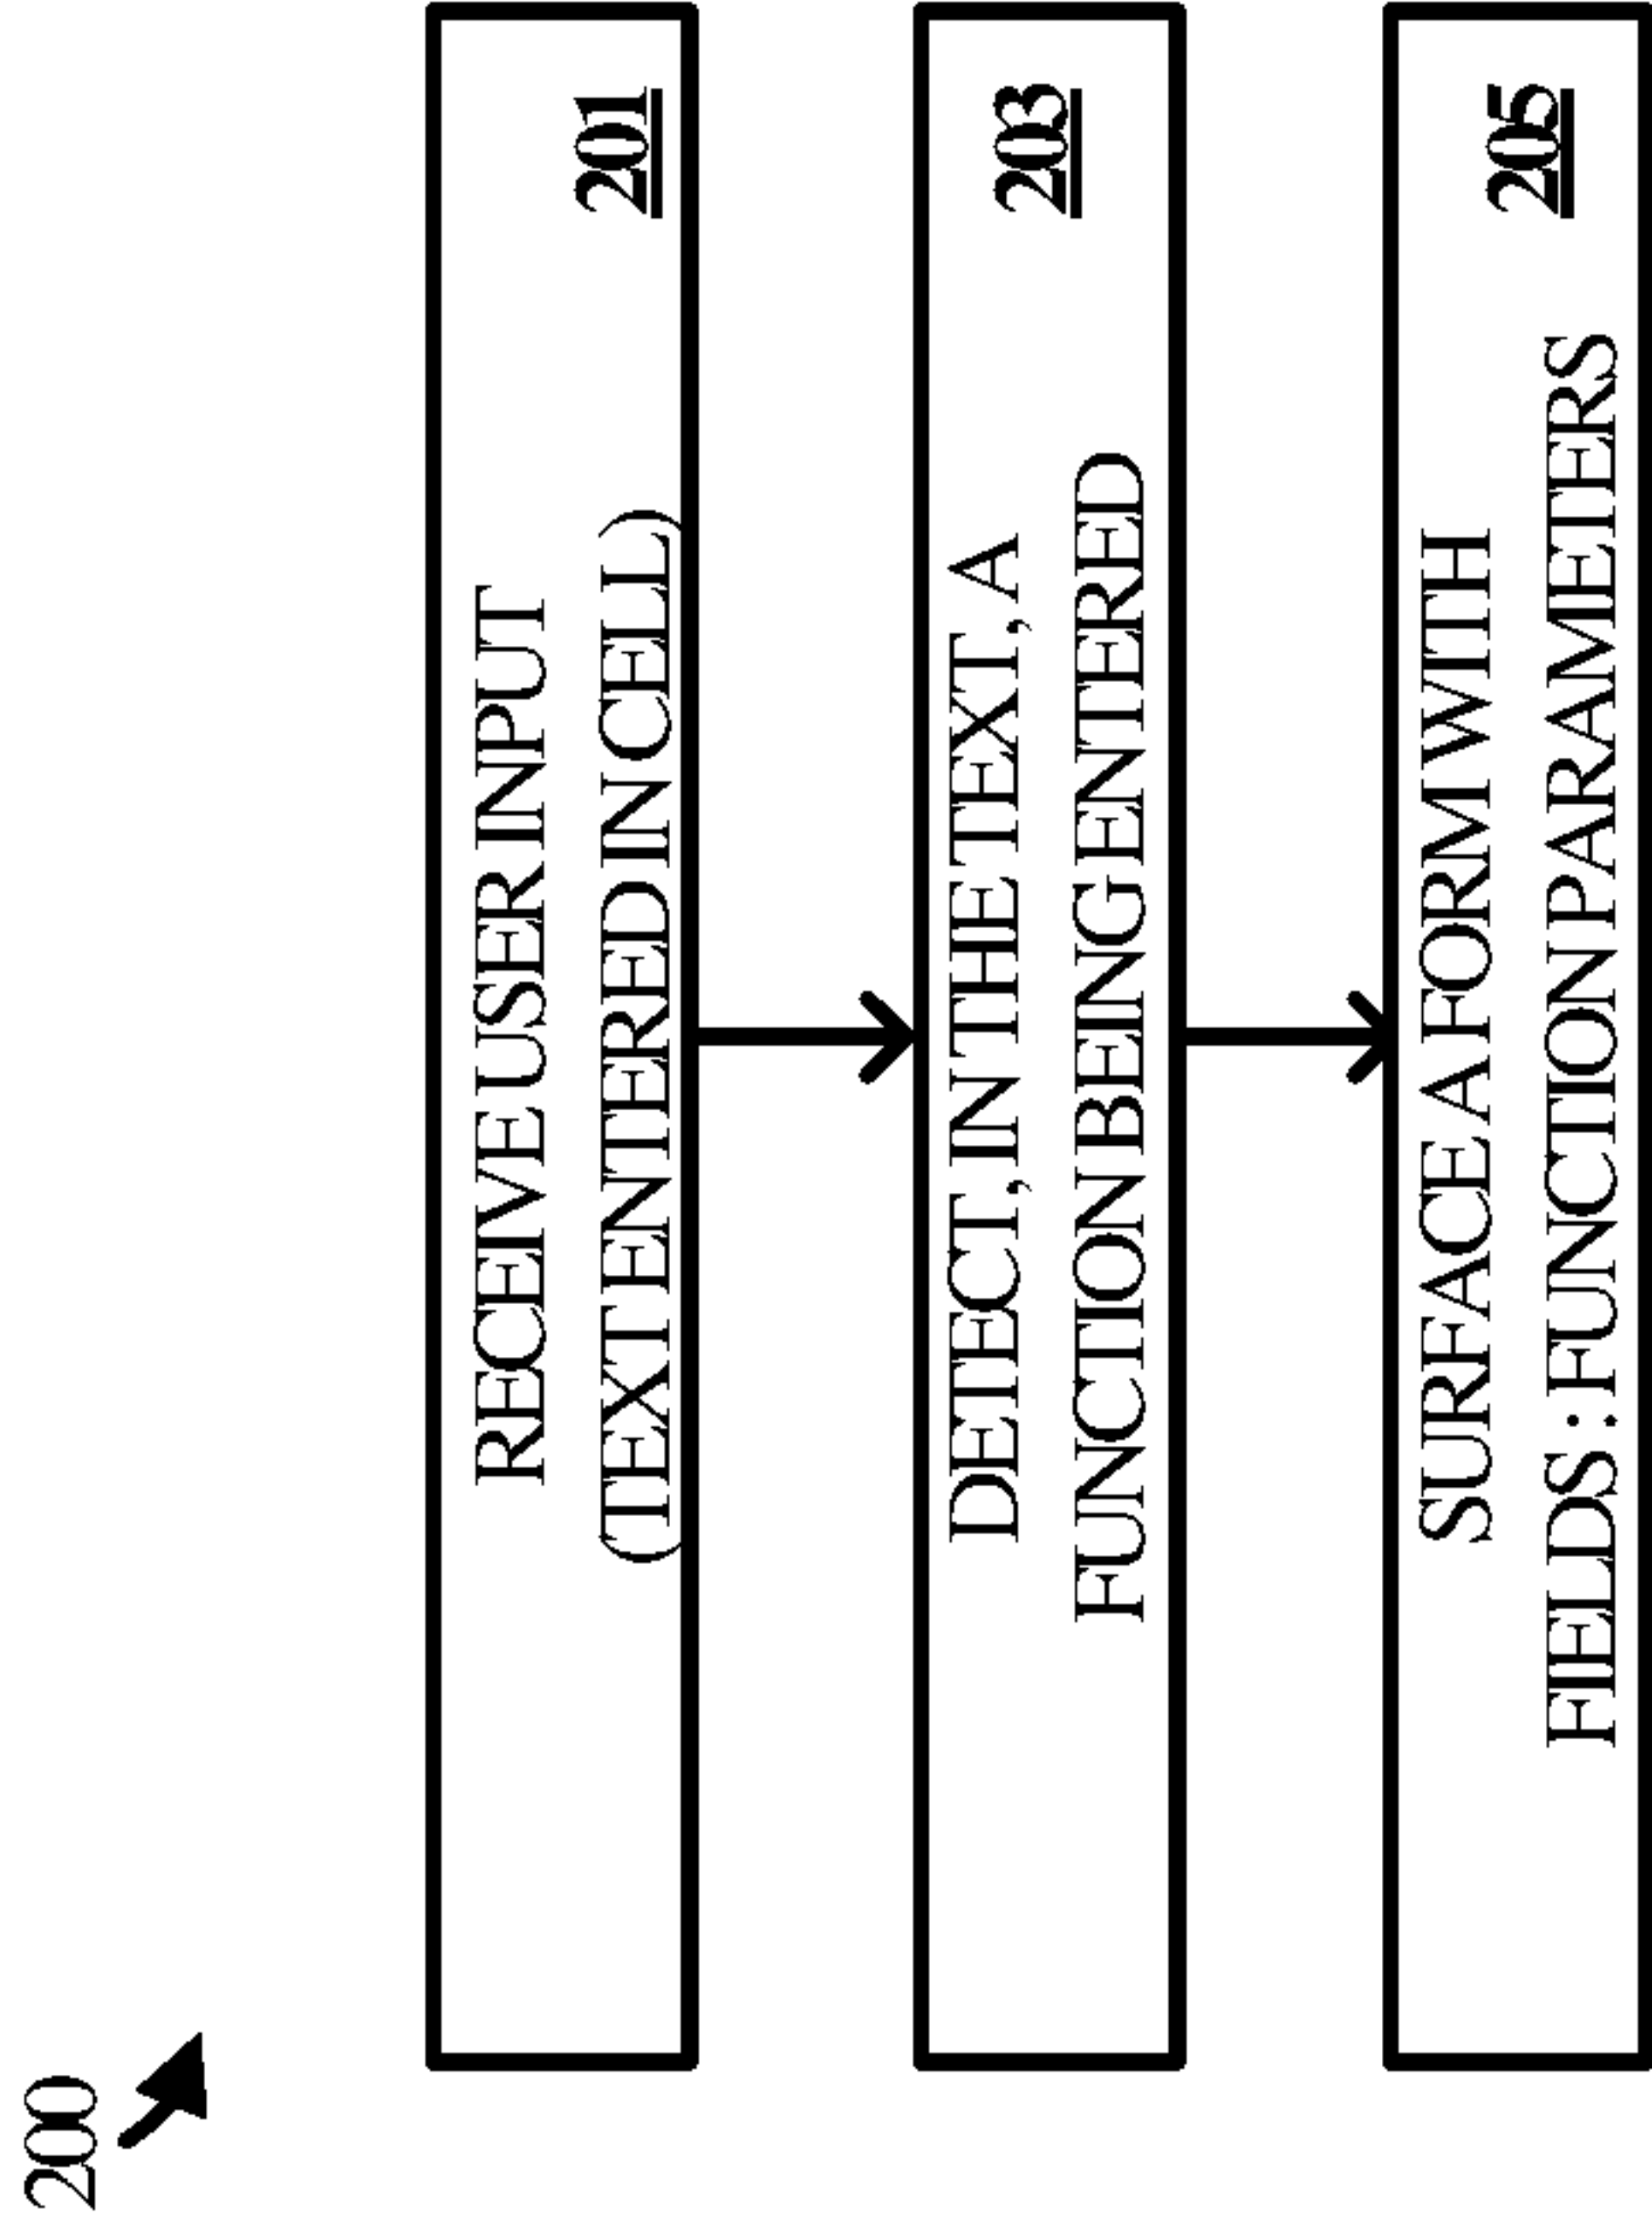 200
RECEIVE USER INPUT
(TEXT ENTERED IN CELL)
201
DETECT, IN THE TEXT, A
FUNCTION BEING ENTERED
203
SURFACE A FORM WITH
FIELDS : FUNCTION PARAMETERS
205